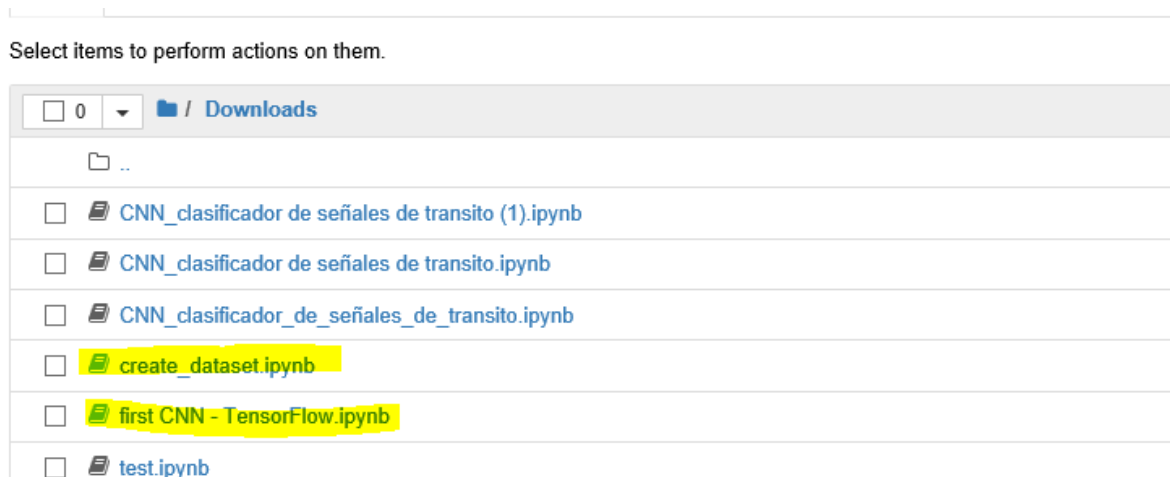 Select items to perform actions on them.
0 / Downloads
..
CNN_clasificador de señales de transito (1).ipynb
CNN_clasificador de señales de transito.ipynb
CNN_clasificador_de_señales_de_transito.ipynb
create_dataset.ipynb
first CNN - TensorFlow.ipynb
test.ipynb